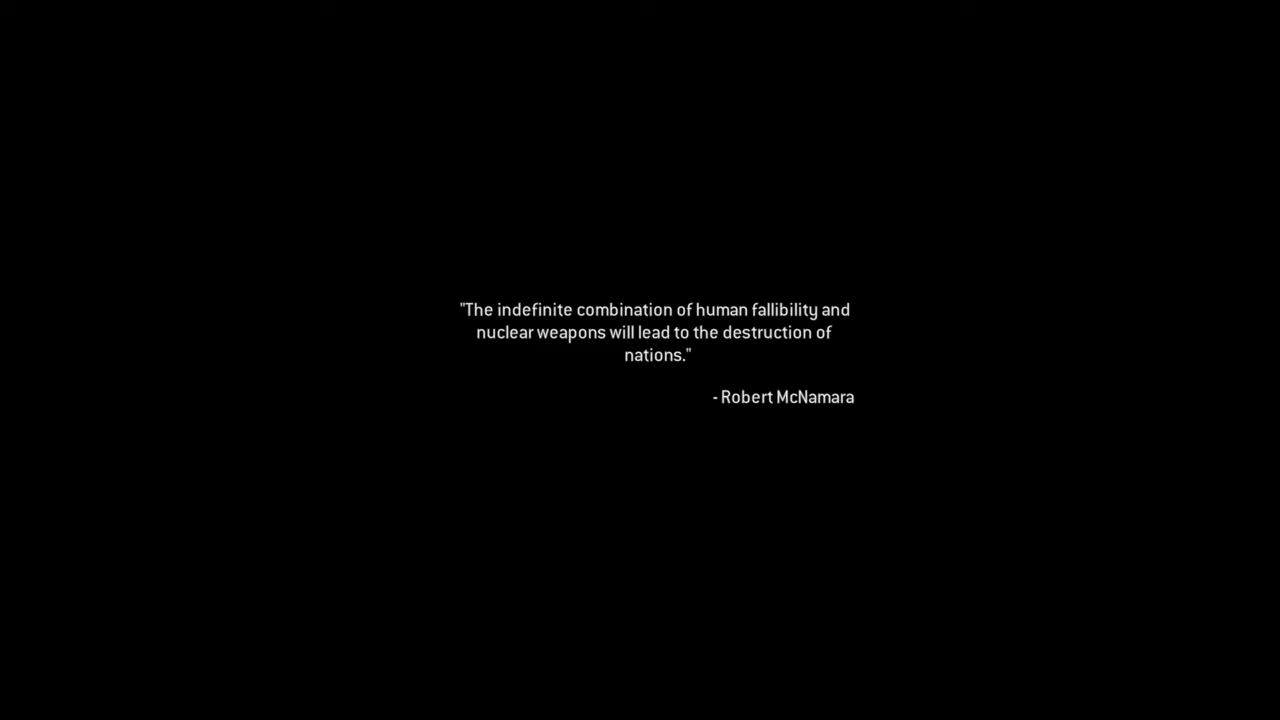 "The indefinite combination of human fallibility and
nuclear weapons will lead to the destruction of
nations."
- Robert McNamara